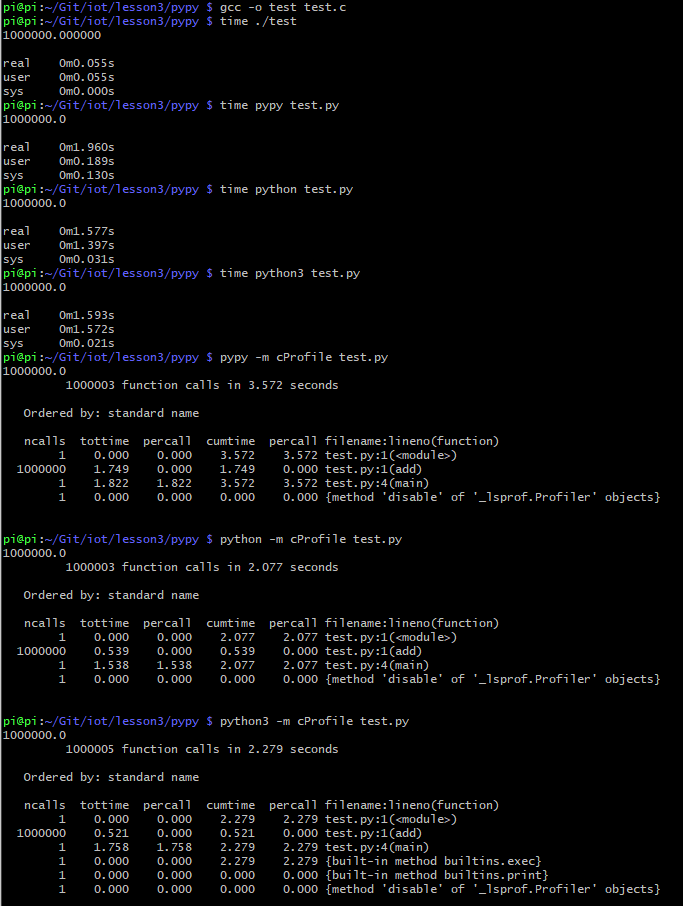 pi@pi:~/Git/iot/lesson3/pypy $ gcc -o test test.c
pi@pi:~/Git/iot/lesson3/pypy $ time ./test
1000000.000000

real    0m0.055s
user    0m0.055s
sys     0m0.000s
pi@pi:~/Git/iot/lesson3/pypy $ time pypy test.py
1000000.0

real    0m1.960s
user    0m0.189s
sys     0m0.130s
pi@pi:~/Git/iot/lesson3/pypy $ time python test.py
1000000.0

real    0m1.577s
user    0m1.397s
sys     0m0.031s
pi@pi:~/Git/iot/lesson3/pypy $ time python3 test.py
1000000.0

real    0m1.593s
user    0m1.572s
sys     0m0.021s
pi@pi:~/Git/iot/lesson3/pypy $ pypy -m cProfile test.py
1000000.0
         1000003 function calls in 3.572 seconds

   Ordered by: standard name

   ncalls  tottime  percall  cumtime  percall filename:lineno(function)
        1    0.000    0.000    3.572    3.572 test.py:1(<module>)
  1000000    1.749    0.000    1.749    0.000 test.py:1(add)
        1    1.822    1.822    3.572    3.572 test.py:4(main)
        1    0.000    0.000    0.000    0.000 {method 'disable' of '_lsprof.Profiler' objects}


pi@pi:~/Git/iot/lesson3/pypy $ python -m cProfile test.py
1000000.0
         1000003 function calls in 2.077 seconds

   Ordered by: standard name

   ncalls  tottime  percall  cumtime  percall filename:lineno(function)
        1    0.000    0.000    2.077    2.077 test.py:1(<module>)
  1000000    0.539    0.000    0.539    0.000 test.py:1(add)
        1    1.538    1.538    2.077    2.077 test.py:4(main)
        1    0.000    0.000    0.000    0.000 {method 'disable' of '_lsprof.Profiler' objects}


pi@pi:~/Git/iot/lesson3/pypy $ python3 -m cProfile test.py
1000000.0
         1000005 function calls in 2.279 seconds

   Ordered by: standard name

   ncalls  tottime  percall  cumtime  percall filename:lineno(function)
        1    0.000    0.000    2.279    2.279 test.py:1(<module>)
  1000000    0.521    0.000    0.521    0.000 test.py:1(add)
        1    1.758    1.758    2.279    2.279 test.py:4(main)
        1    0.000    0.000    2.279    2.279 {built-in method builtins.exec}
        1    0.000    0.000    0.000    0.000 {built-in method builtins.print}
        1    0.000    0.000    0.000    0.000 {method 'disable' of '_lsprof.Profiler' objects}